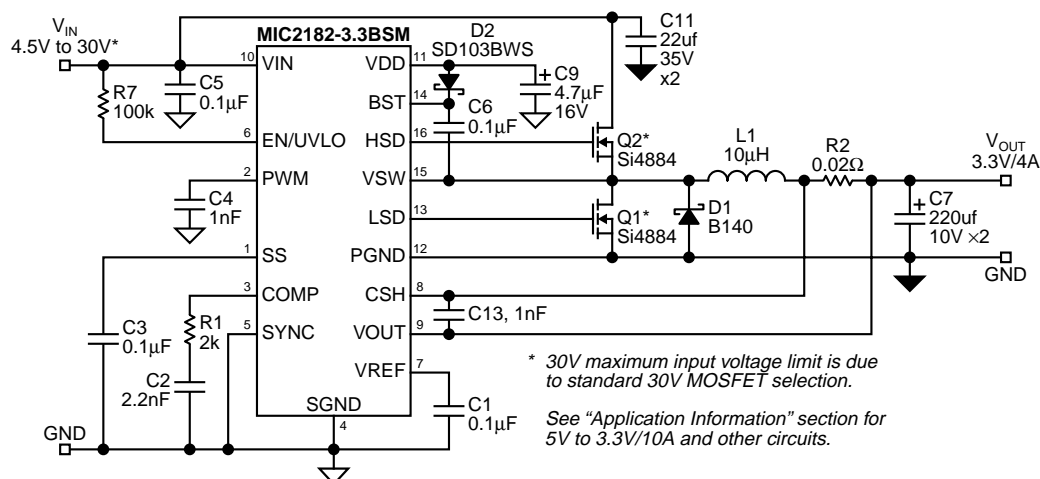 VIN
4.5V to 30V*
MIC2182-3.3BSM
D2
SD103BWS
C11
22uf
35V
x2
10 VIN
VDD 11
C5
0.1µF
R7
100k
BST 14
C6
0.1µF
C9
4.7µF
16V
6 EN/UVLO
HSD 16
Q2*
Si4884
L1
10µH
R2
0.02Ω
VOUT
3.3V/4A
2 PWM
VSW 15
C4
1nF
LSD 13
Q1*
Si4884
D1
B140
C7
220uf
10V ×2
1 SS
PGND 12
GND
3 COMP
CSH 8
C13, 1nF
C3
0.1µF
R1
2k
5 SYNC
VOUT 9
VREF 7
C2
2.2nF
C1
0.1µF
SGND
4
GND
* 30V maximum input voltage limit is due
to standard 30V MOSFET selection.
See “Application Information” section for
5V to 3.3V/10A and other circuits.